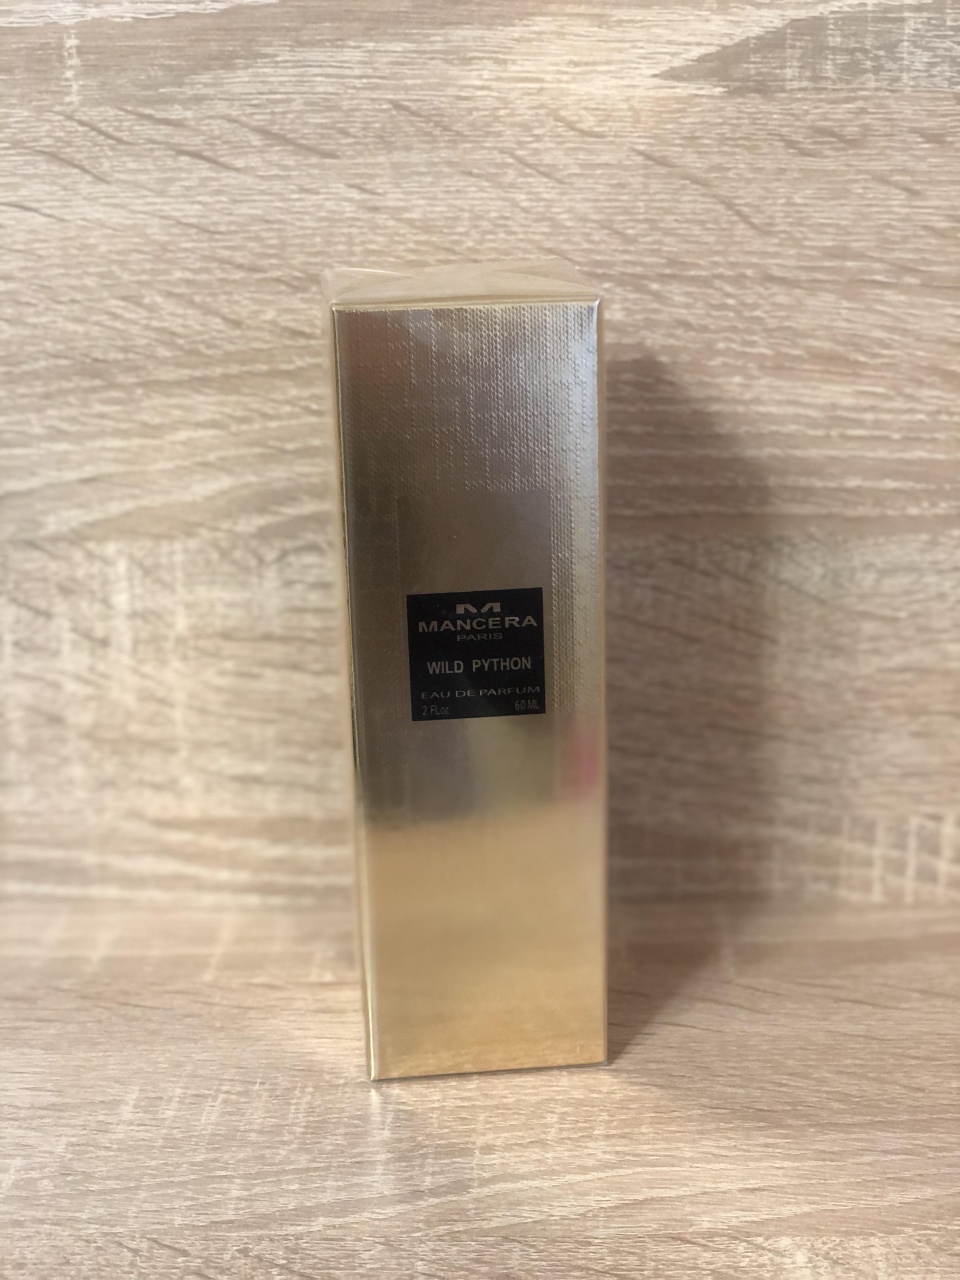 M
MANCERA
PARIS
WILD PYTHON
EAU DE PARFUM
2 FL.oz 60 ML